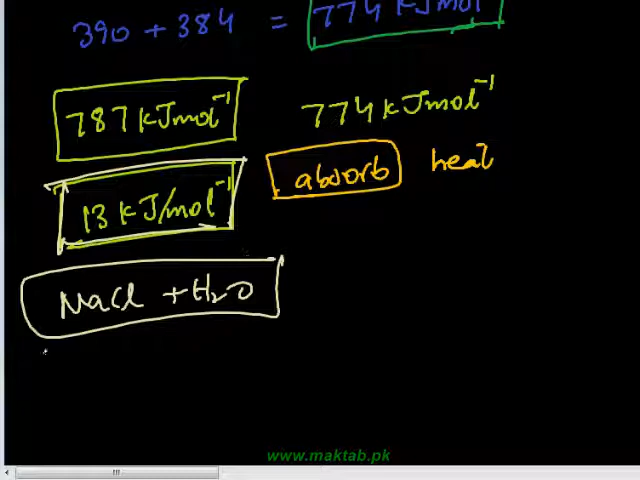 390 + 384 = 774 KJmol
787 KJmol⁻¹ 774 KJmol⁻¹
absorb heat
13 KJ/mol⁻¹
NaCl + H₂O
www.maktab.pk